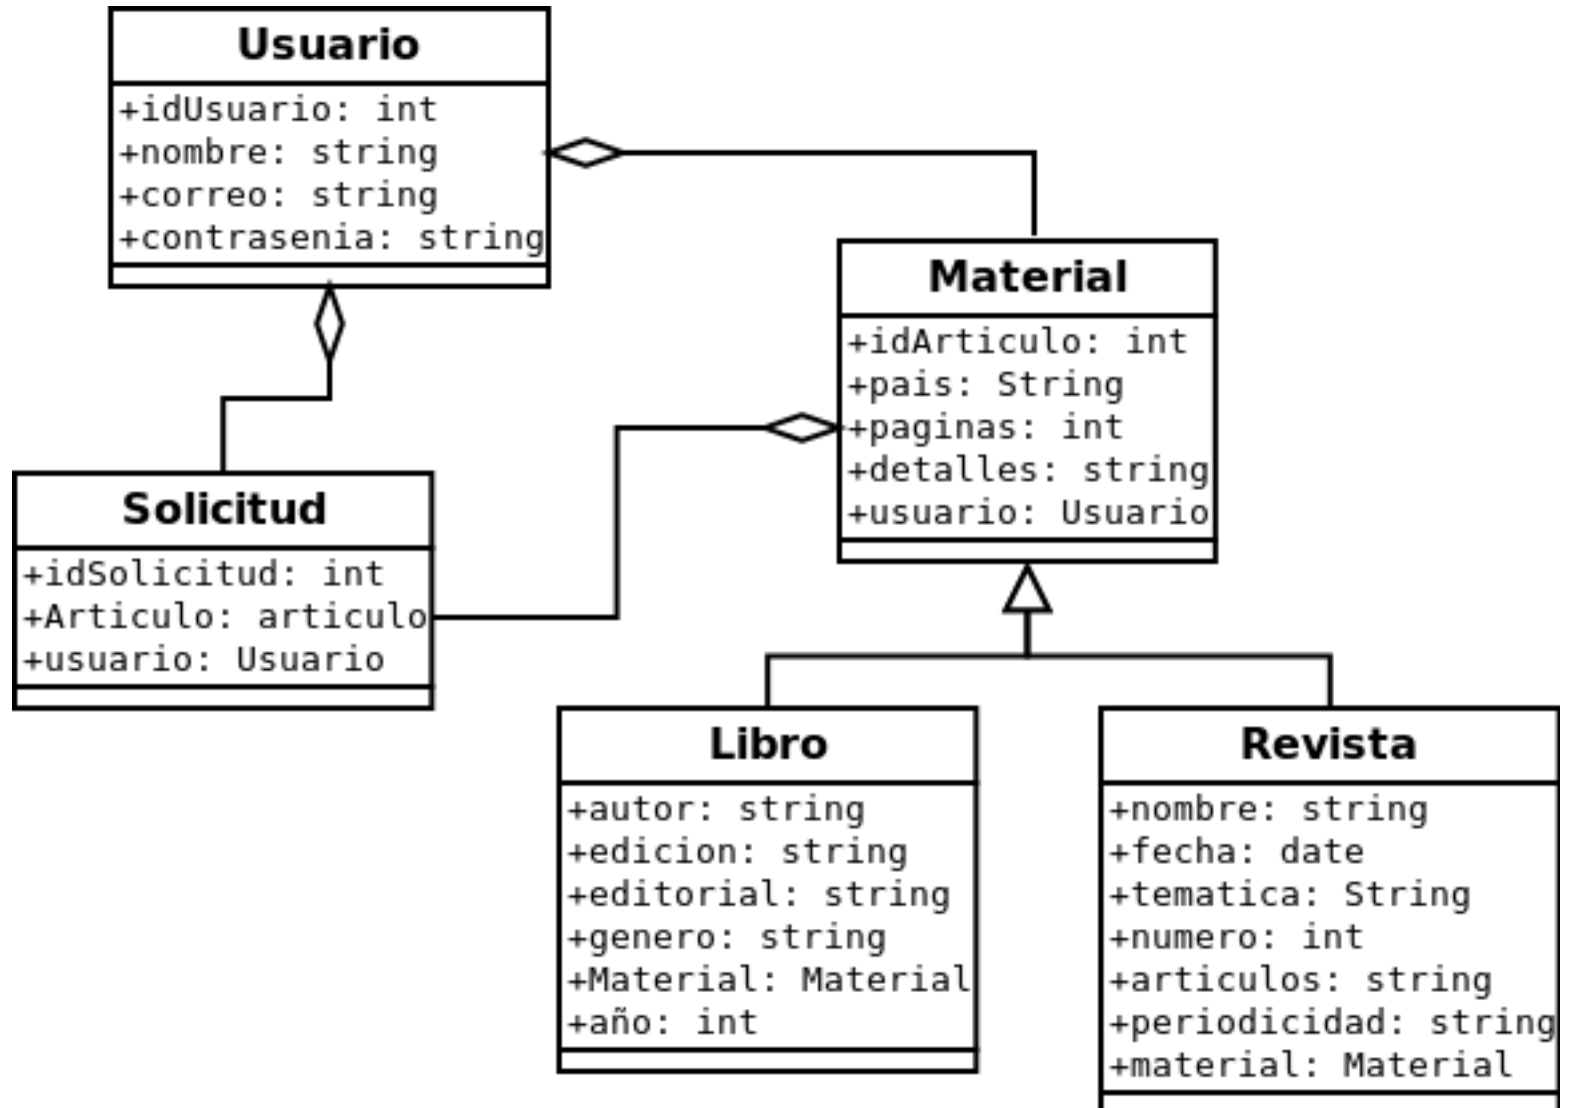 Usuario
+idUsuario: int
+nombre: string
+correo: string
+contrasenia: string
Material
+idArticulo: int
+pais: String
+paginas: int
+detalles: string
+usuario: Usuario
Solicitud
+idSolicitud: int
+Articulo: articulo
+usuario: Usuario
Libro
+autor: string
+edicion: string
+editorial: string
+genero: string
+Material: Material
+año: int
Revista
+nombre: string
+fecha: date
+tematica: String
+numero: int
+articulos: string
+periodicidad: string
+material: Material